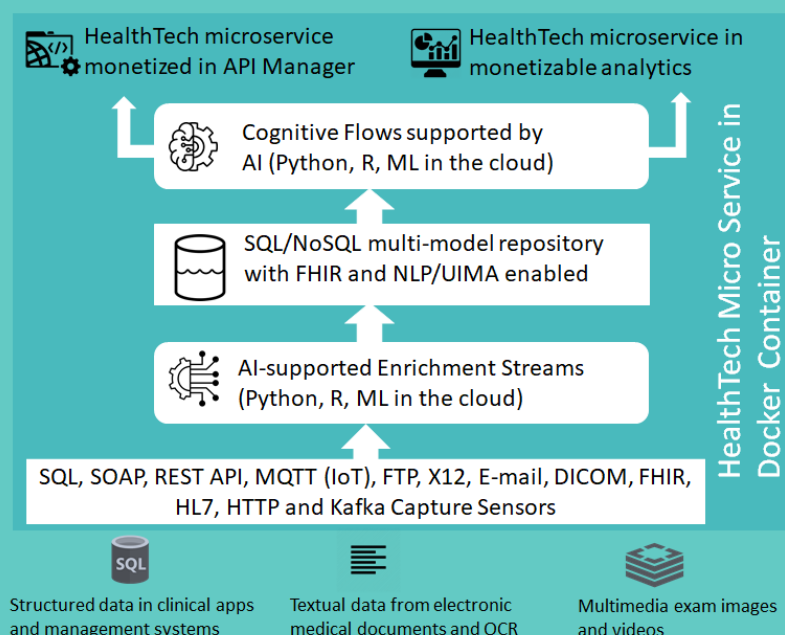 HealthTech microservice
monetized in API Manager
HealthTech microservice in
monetizable analytics
Cognitive Flows supported by
AI (Python, R, ML in the cloud)
SQL/NoSQL multi-model repository
with FHIR and NLP/UIMA enabled
AI-supported Enrichment Streams
(Python, R, ML in the cloud)
SQL, SOAP, REST API, MQTT (IoT), FTP, X12, E-mail, DICOM, FHIR,
HL7, HTTP and Kafka Capture Sensors
HealthTech Micro Service in
Docker Container
SQL
Structured data in clinical apps
and management systems
Textual data from electronic
medical documents and OCR
Multimedia exam images
and videos